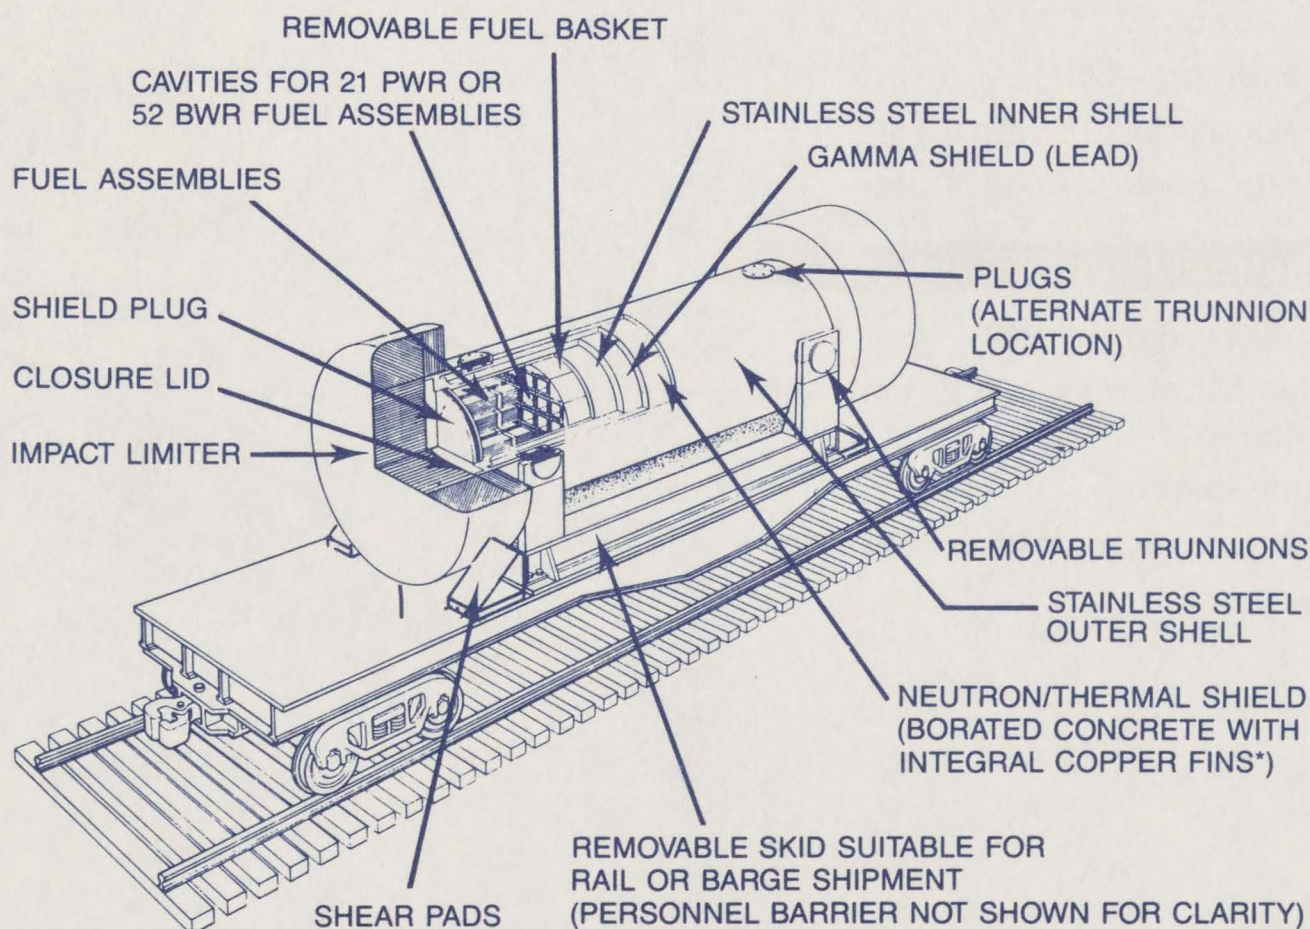 REMOVABLE FUEL BASKET
CAVITIES FOR 21 PWR OR
52 BWR FUEL ASSEMBLIES
STAINLESS STEEL INNER SHELL
GAMMA SHIELD (LEAD)
FUEL ASSEMBLIES
PLUGS
(ALTERNATE TRUNNION
LOCATION)
SHIELD PLUG
CLOSURE LID
IMPACT LIMITER
REMOVABLE TRUNNIONS
STAINLESS STEEL
OUTER SHELL
NEUTRON/THERMAL SHIELD
(BORATED CONCRETE WITH
INTEGRAL COPPER FINS*)
REMOVABLE SKID SUITABLE FOR
RAIL OR BARGE SHIPMENT
(PERSONNEL BARRIER NOT SHOWN FOR CLARITY)
SHEAR PADS